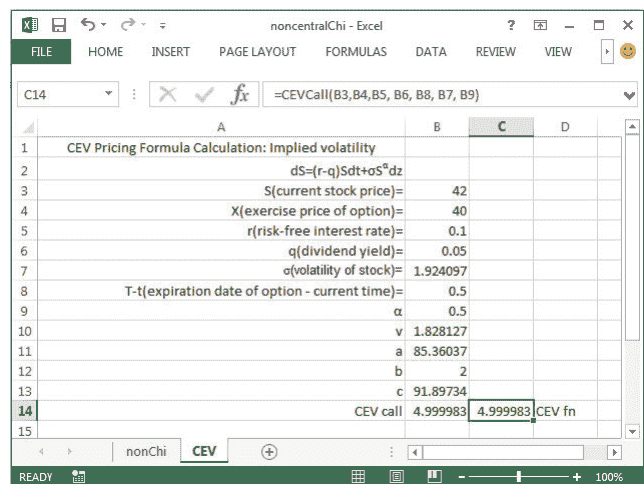 noncentralChi - Excel
FILE HOME INSERT PAGE LAYOUT FORMULAS DATA REVIEW VIEW
C14 fx =CEVCall(B3,B4,B5, B6, B8, B7, B9)
A B C D
1 CEV Pricing Formula Calculation: Implied volatility
2 dS=(r-q)Sdt+σSᵅdz
3 S(current stock price)= 42
4 X(exercise price of option)= 40
5 r(risk-free interest rate)= 0.1
6 q(dividend yield)= 0.05
7 σ(volatility of stock)= 1.924097
8 T-t(expiration date of option - current time)= 0.5
9 α 0.5
10 v 1.828127
11 a 85.36037
12 b 2
13 c 91.89734
14 CEV call 4.999983 4.999983 CEV fn
15
nonChi CEV
READY 100%